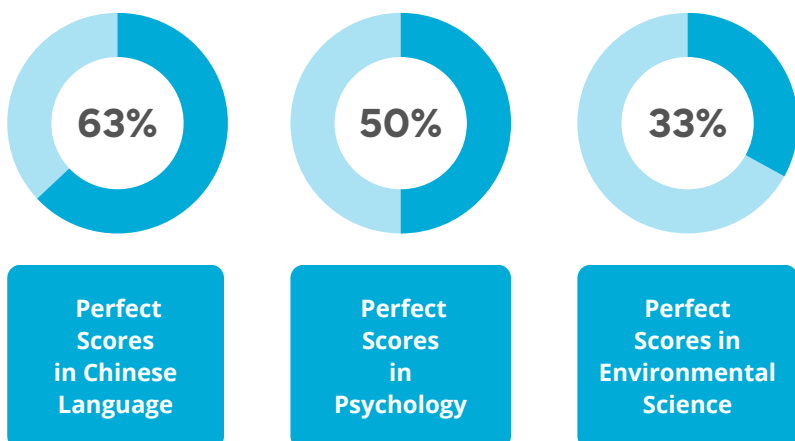 63%
50%
33%
Perfect
Scores
in Chinese
Language
Perfect
Scores
in
Psychology
Perfect
Scores in
Environmental
Science